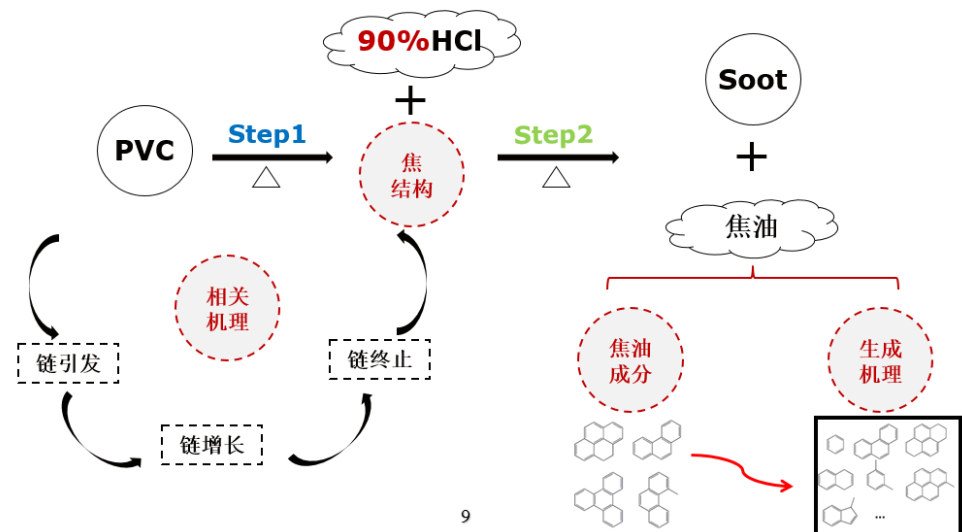 90%HCl
+
Soot
PVC
Step1
△
焦
结构
Step2
△
+
焦油
相关
机理
链引发
链增长
链终止
焦油
成分
生成
机理
...
9